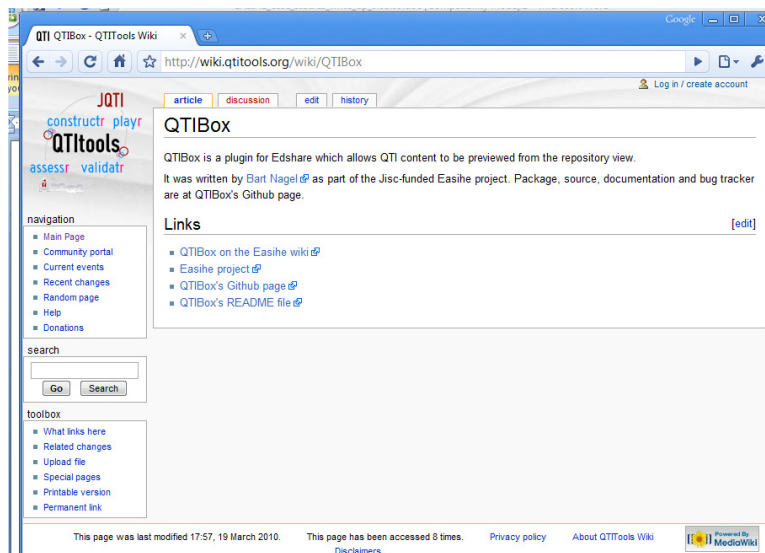 Google
QTI QTIBox - QTITools Wiki
http://wiki.qtitools.org/wiki/QTIBox
Log in / create account
JQTI
constructr playr
QTItools
assessr validatr
article discussion edit history
QTIBox
QTIBox is a plugin for Edshare which allows QTI content to be previewed from the repository view.
It was written by Bart Nagel as part of the Jisc-funded Easihe project. Package, source, documentation and bug tracker
are at QTIBox's Github page.
Links [edit]
QTIBox on the Easihe wiki
Easihe project
QTIBox's Github page
QTIBox's README file
navigation
Main Page
Community portal
Current events
Recent changes
Random page
Help
Donations
search
Go Search
toolbox
What links here
Related changes
Upload file
Special pages
Printable version
Permanent link
This page was last modified 17:57, 19 March 2010. This page has been accessed 8 times. Privacy policy About QTITools Wiki
Disclaimers
Powered By
MediaWiki